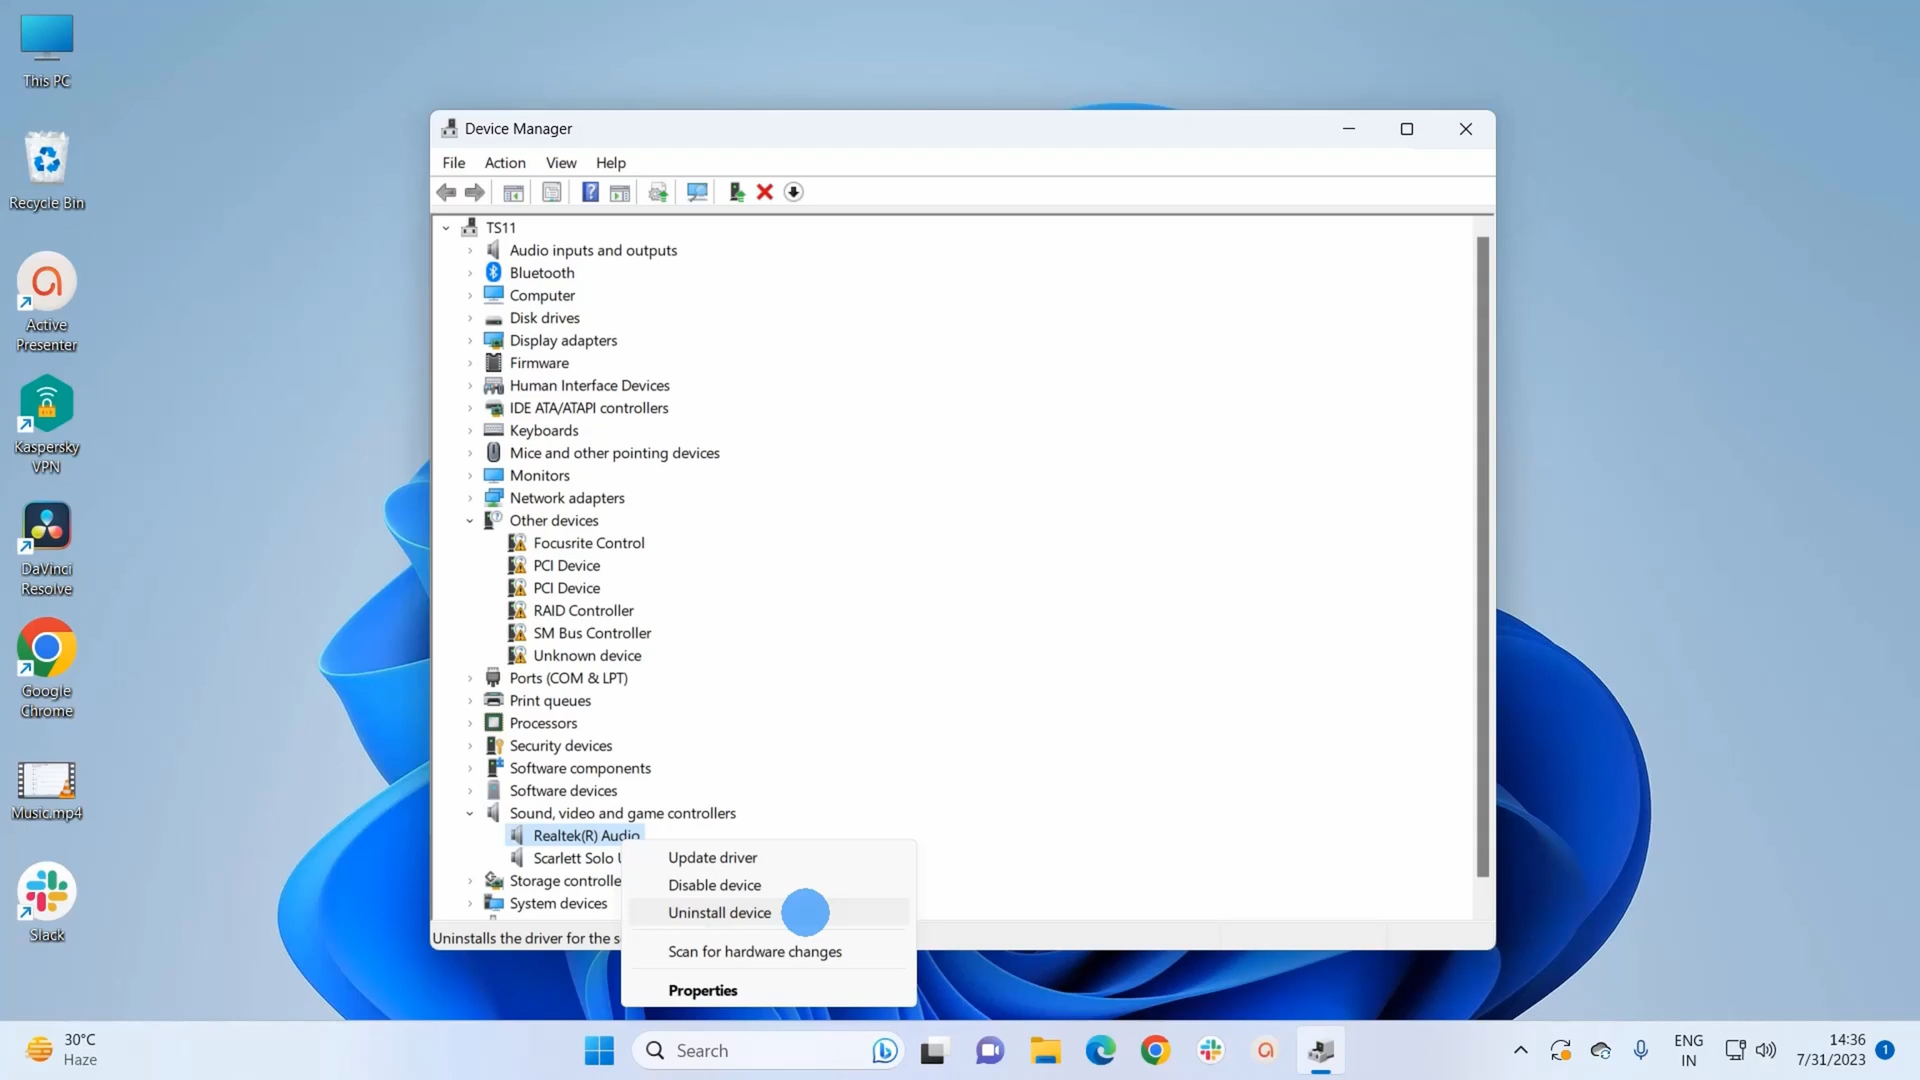 This PC
Recycle Bin
Active
Presenter
Kaspersky
VPN
DaVinci
Resolve
Google
Chrome
Music.mp4
Slack
Device Manager
File Action View Help
TS11
Audio inputs and outputs
Bluetooth
Computer
Disk drives
Display adapters
Firmware
Human Interface Devices
IDE ATA/ATAPI controllers
Keyboards
Mice and other pointing devices
Monitors
Network adapters
Other devices
Focusrite Control
PCI Device
PCI Device
RAID Controller
SM Bus Controller
Unknown device
Ports (COM & LPT)
Print queues
Processors
Security devices
Software components
Software devices
Sound, video and game controllers
Realtek(R) Audio
Scarlett Solo
Storage controlle
System devices
Uninstalls the driver for the s
Update driver
Disable device
Uninstall device
Scan for hardware changes
Properties
30°C
Haze
Search
ENG
IN
14:36
7/31/2023
1